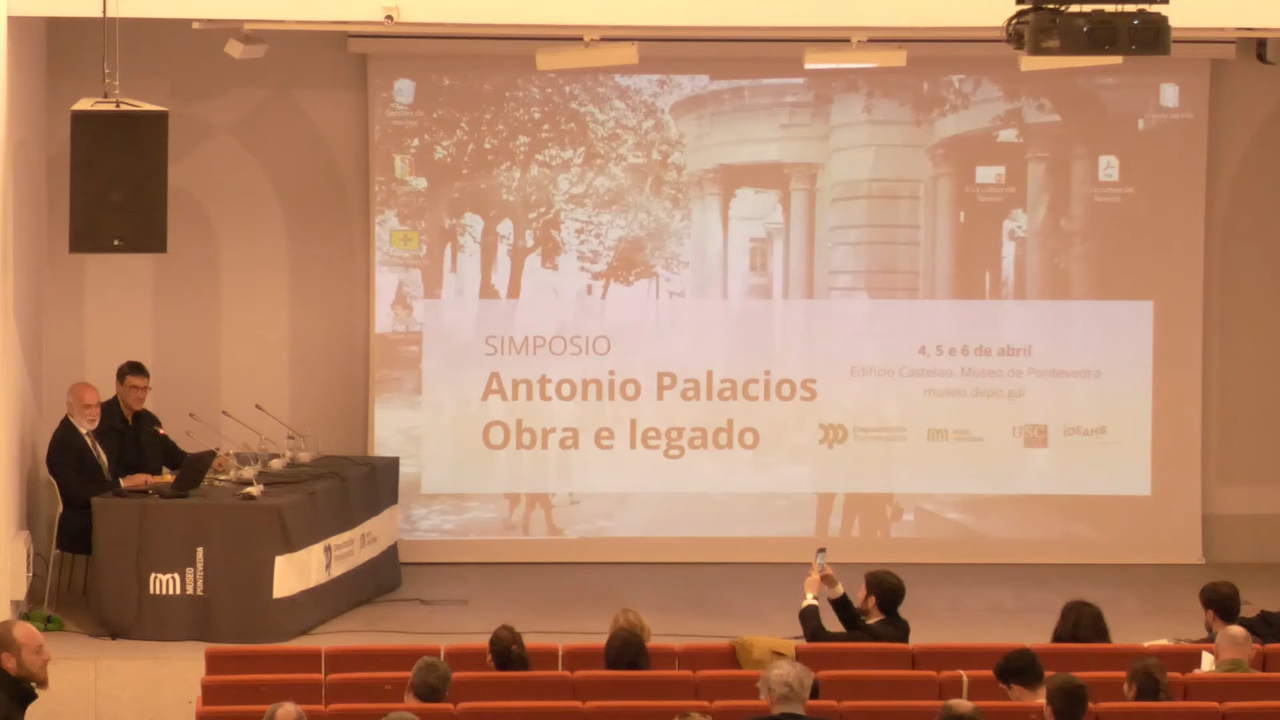 SIMPOSIO
Antonio Palacios
Obra e legado
4, 5 e 6 de abril
Edificio Castelao, Museo de Pontevedra
museo.depo.gal
USC
iDEAHS
MUSEO
PONTEVEDRA